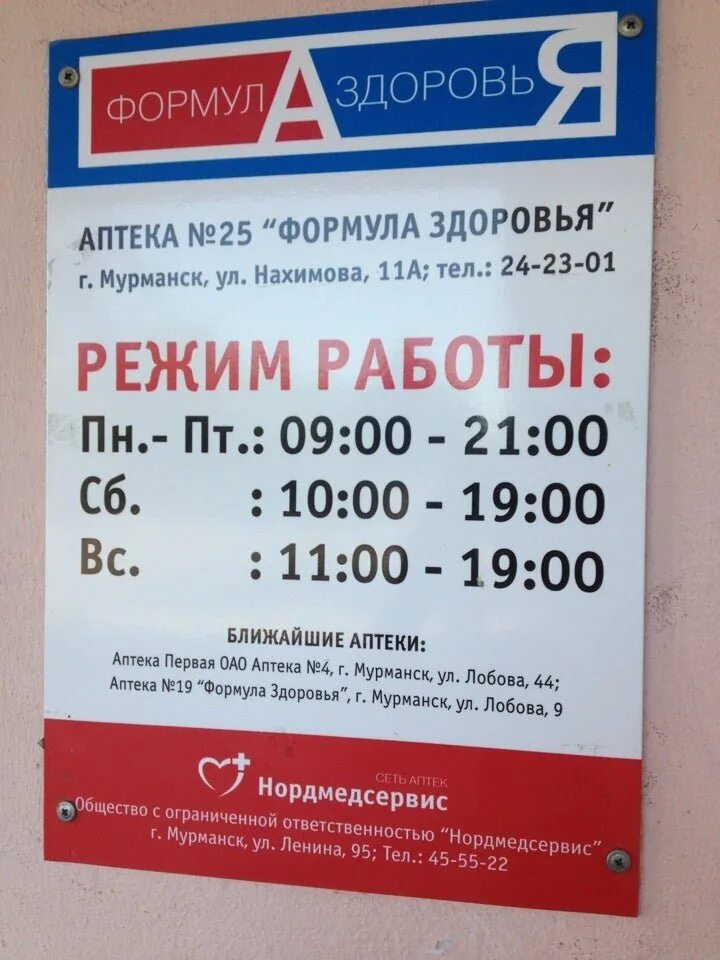 ФОРМУЛА ЗДОРОВЬЯ
АПТЕКА №25 “ФОРМУЛА ЗДОРОВЬЯ”
г. Мурманск, ул. Нахимова, 11А; тел.: 24-23-01
РЕЖИМ РАБОТЫ:
Пн.- Пт.: 09:00 - 21:00
Сб. : 10:00 - 19:00
Вс. : 11:00 - 19:00
БЛИЖАЙШИЕ АПТЕКИ:
Аптека Первая ОАО Аптека №4, г. Мурманск, ул. Лобова, 44;
Аптека №19 “Формула Здоровья”, г. Мурманск, ул. Лобова, 9
СЕТЬ АПТЕК
Нордмедсервис
Общество с ограниченной ответственностью “Нордмедсервис”
г. Мурманск, ул. Ленина, 95; Тел.: 45-55-22